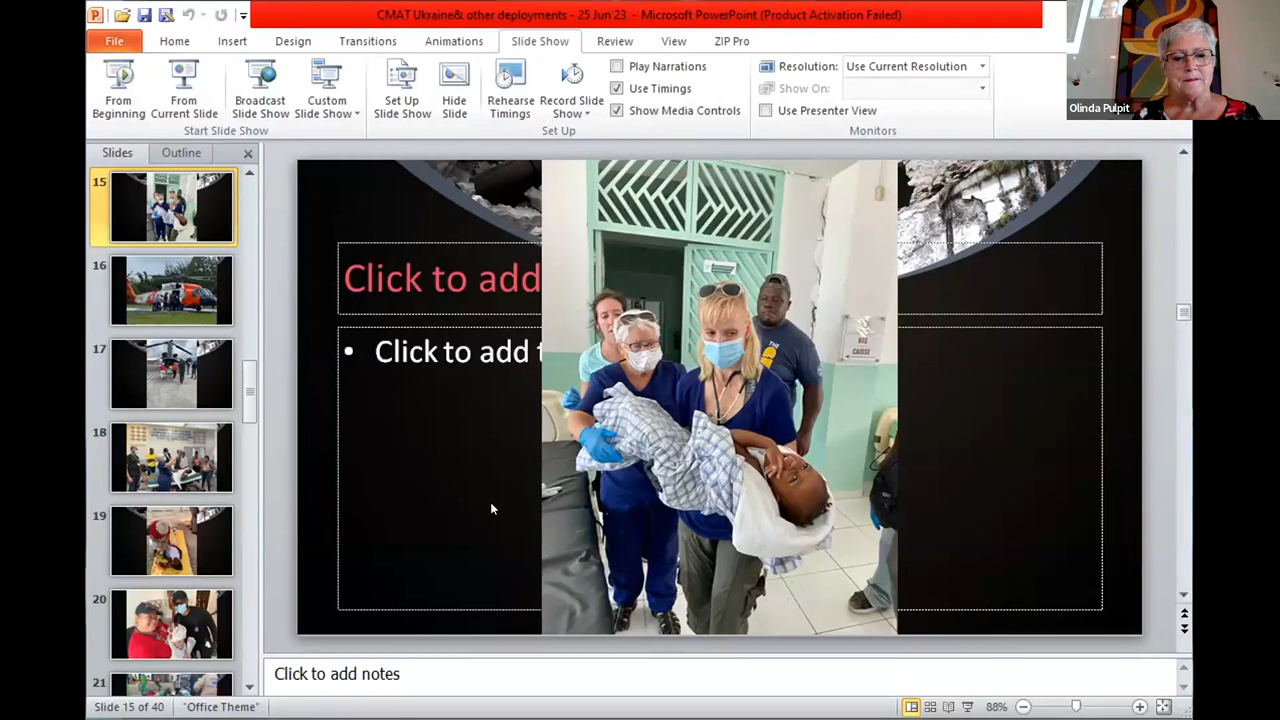 CMAT Ukraine& other deployments - 25 Jun'23 - Microsoft PowerPoint (Product Activation Failed)
File Home Insert Design Transitions Animations Slide Show Review View ZIP Pro
From Beginning
From Current Slide
Broadcast Slide Show
Custom Slide Show
Start Slide Show
Set Up Slide Show
Hide Slide
Rehearse Timings
Record Slide Show
Play Narrations
Use Timings
Show Media Controls
Set Up
Resolution: Use Current Resolution
Show On:
Use Presenter View
Monitors
Olinda Pulpit
Slides Outline
15
16
17
18
19
20
21
Click to add
• Click to add t
THE
CAISSE
Click to add notes
Slide 15 of 40 "Office Theme" 88%